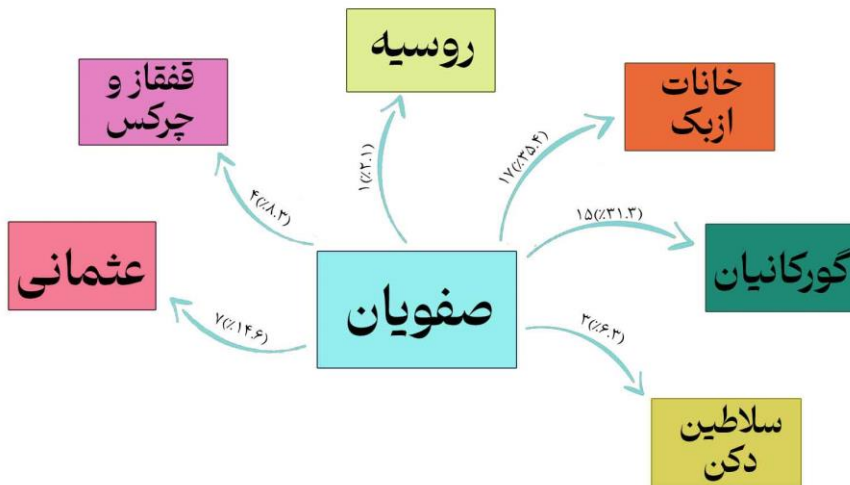 روسیه
خانات
ازبک
قفقاز و
چرکس
۱(٪۲.۱)
۱۷(٪۳۵.۴)
۴(٪۸.۳)
۱۵(٪۳۱.۳)
عثمانی
گورکانیان
صفویان
۷(٪۱۴.۶)
۳(٪۶.۳)
سلاطین
دکن